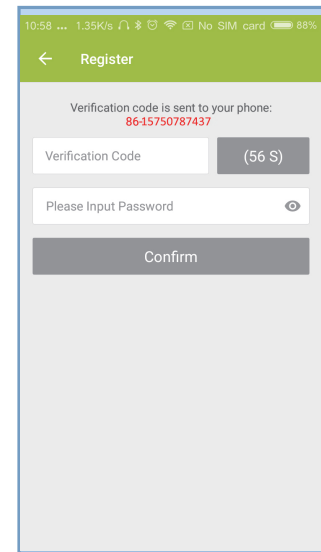 10:58 ... 1.35K/s No SIM card 88%
Register
Verification code is sent to your phone:
86-15750787437
Verification Code (56 S)
Please Input Password
Confirm